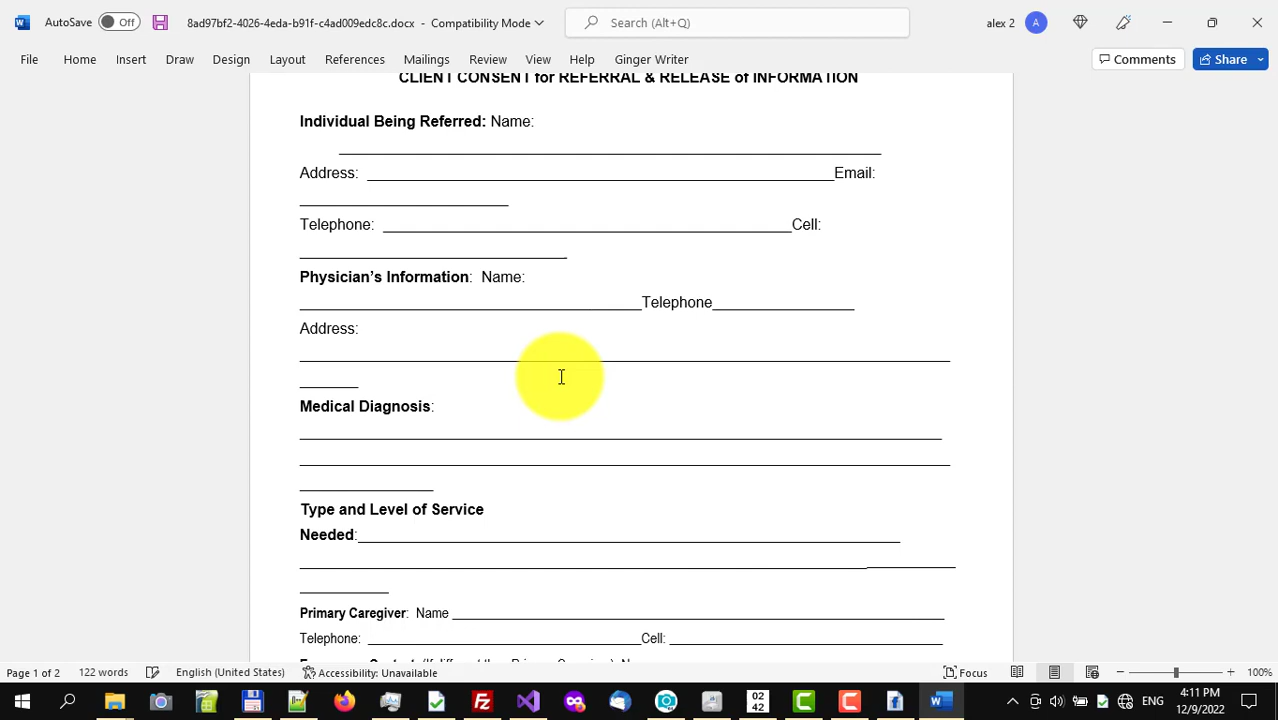 AutoSave Off 8ad97bf2-4026-4eda-b91f-c4ad009edc8c.docx - Compatibility Mode Search (Alt+Q) alex 2 A
File Home Insert Draw Design Layout References Mailings Review View Help Ginger Writer Comments Share
CLIENT CONSENT for REFERRAL & RELEASE of INFORMATION
Individual Being Referred: Name:
Address: Email:
Telephone: Cell:
Physician's Information: Name:
Telephone
Address:
Medical Diagnosis:
Type and Level of Service
Needed:
Primary Caregiver: Name
Telephone: Cell:
Page 1 of 2 122 words English (United States) Accessibility: Unavailable Focus 100%
02
42
ENG
4:11 PM
12/9/2022